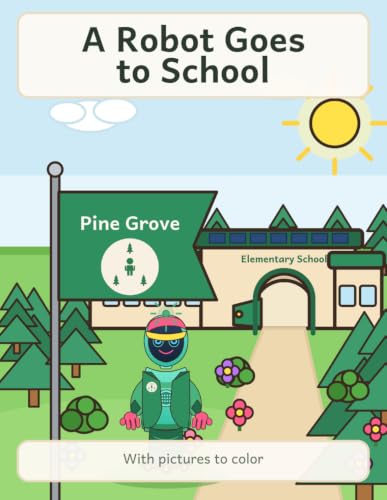 A Robot Goes
to School
Pine Grove
Elementary School
With pictures to color